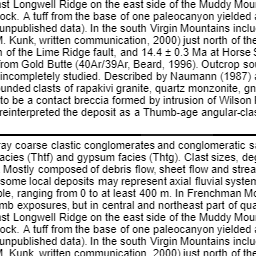 st Longwell Ridge on the east side of the Muddy Mou
ock. A tuff from the base of one paleocanyon yielded a
unpublished data). In the south Virgin Mountains inclu
M. Kunk, written communication, 2000) just north of the
n of the Lime Ridge fault, and 14.4 ± 0.3 Ma at Horse S
rom Gold Butte (40Ar/39Ar, Beard, 1996). Outcrop sou
incompletely studied. Described by Naumann (1987) a
unded clasts of rapakivi granite, quartz monzonite, gn
to be a contact breccia formed by intrusion of Wilson R
reinterpreted the deposit as a Thumb-age angular-clas
ay coarse clastic conglomerates and conglomeratic sa
acies (Thtf) and gypsum facies (Thtg). Clast sizes, deg
Mostly composed of debris flow, sheet flow and strea
some local deposits may represent axial fluvial system
ble, ranging from 0 to at least 400 m. In Frenchman Mo
mb exposures, but in central and northeast part of qua
st Longwell Ridge on the east side of the Muddy Mou
ock. A tuff from the base of one paleocanyon yielded a
unpublished data). In the south Virgin Mountains inclu
M. Kunk, written communication, 2000) just north of the